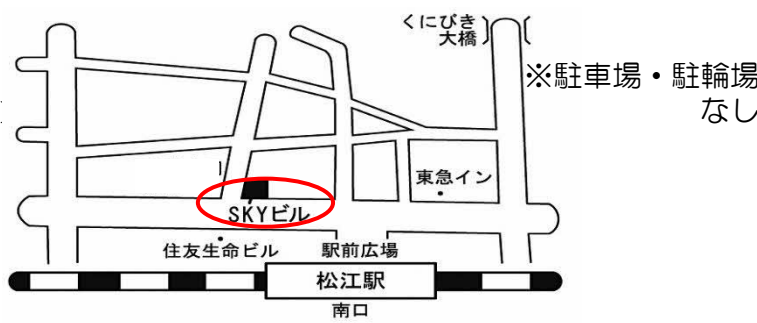 くにびき
大橋
※駐車場・駐輪場
なし
東急イン
SKYビル
住友生命ビル
駅前広場
松江駅
南口